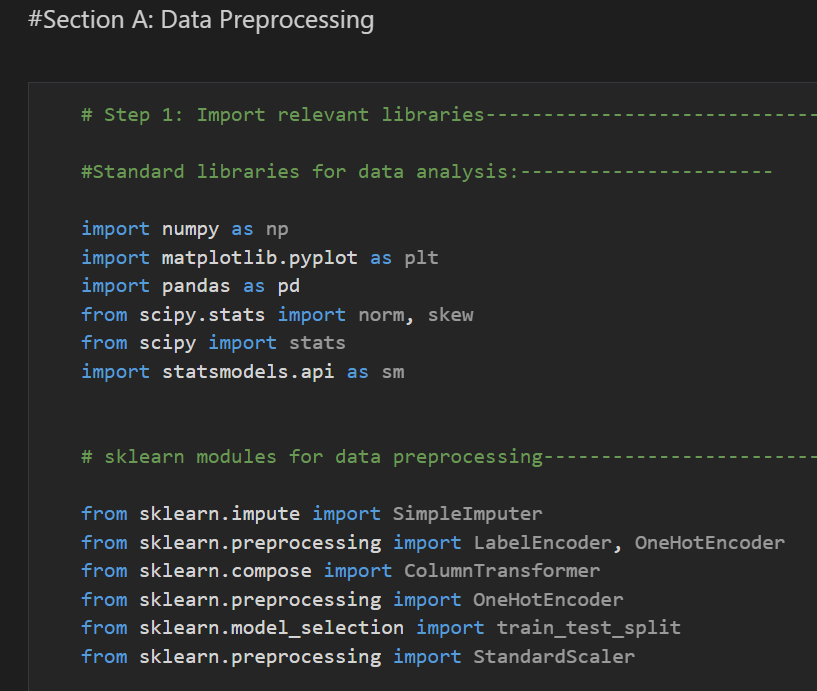 #Section A: Data Preprocessing
# Step 1: Import relevant libraries-----------------------------
#Standard libraries for data analysis:----------------------
import numpy as np
import matplotlib.pyplot as plt
import pandas as pd
from scipy.stats import norm, skew
from scipy import stats
import statsmodels.api as sm
# sklearn modules for data preprocessing------------------------
from sklearn.impute import SimpleImputer
from sklearn.preprocessing import LabelEncoder, OneHotEncoder
from sklearn.compose import ColumnTransformer
from sklearn.preprocessing import OneHotEncoder
from sklearn.model_selection import train_test_split
from sklearn.preprocessing import StandardScaler